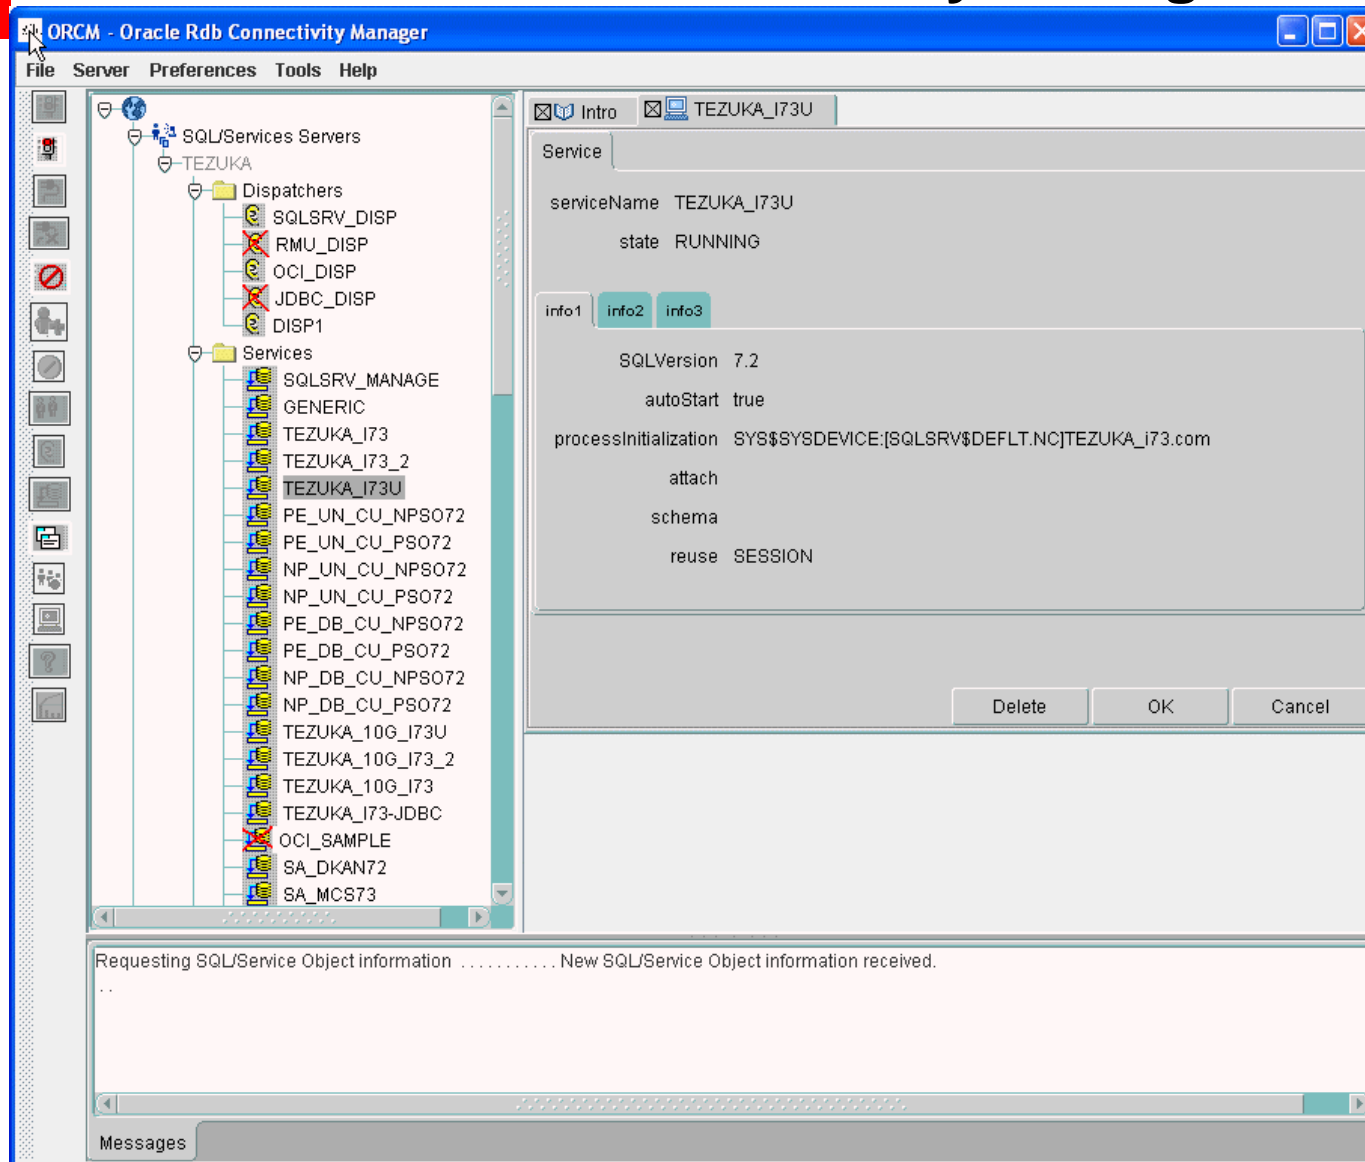 ORCM - Oracle Rdb Connectivity Manager
File Server Preferences Tools Help
SQL/Services Servers
TEZUKA
Dispatchers
SQLSRV_DISP
RMU_DISP
OCI_DISP
JDBC_DISP
DISP1
Services
SQLSRV_MANAGE
GENERIC
TEZUKA_I73
TEZUKA_I73_2
TEZUKA_I73U
PE_UN_CU_NPSO72
PE_UN_CU_PSO72
NP_UN_CU_NPSO72
NP_UN_CU_PSO72
PE_DB_CU_NPSO72
PE_DB_CU_PSO72
NP_DB_CU_NPSO72
NP_DB_CU_PSO72
TEZUKA_10G_I73U
TEZUKA_10G_I73_2
TEZUKA_10G_I73
TEZUKA_I73-JDBC
OCI_SAMPLE
SA_DKAN72
SA_MCS73
Intro TEZUKA_I73U
Service
serviceName TEZUKA_I73U
state RUNNING
info1 info2 info3
SQLVersion 7.2
autoStart true
processInitialization SYS$SYSDEVICE:[SQLSRV$DEFLT.NC]TEZUKA_i73.com
attach
schema
reuse SESSION
Delete OK Cancel
Requesting SQL/Service Object information . . . . . . . . . . . New SQL/Service Object information received.
. .
Messages